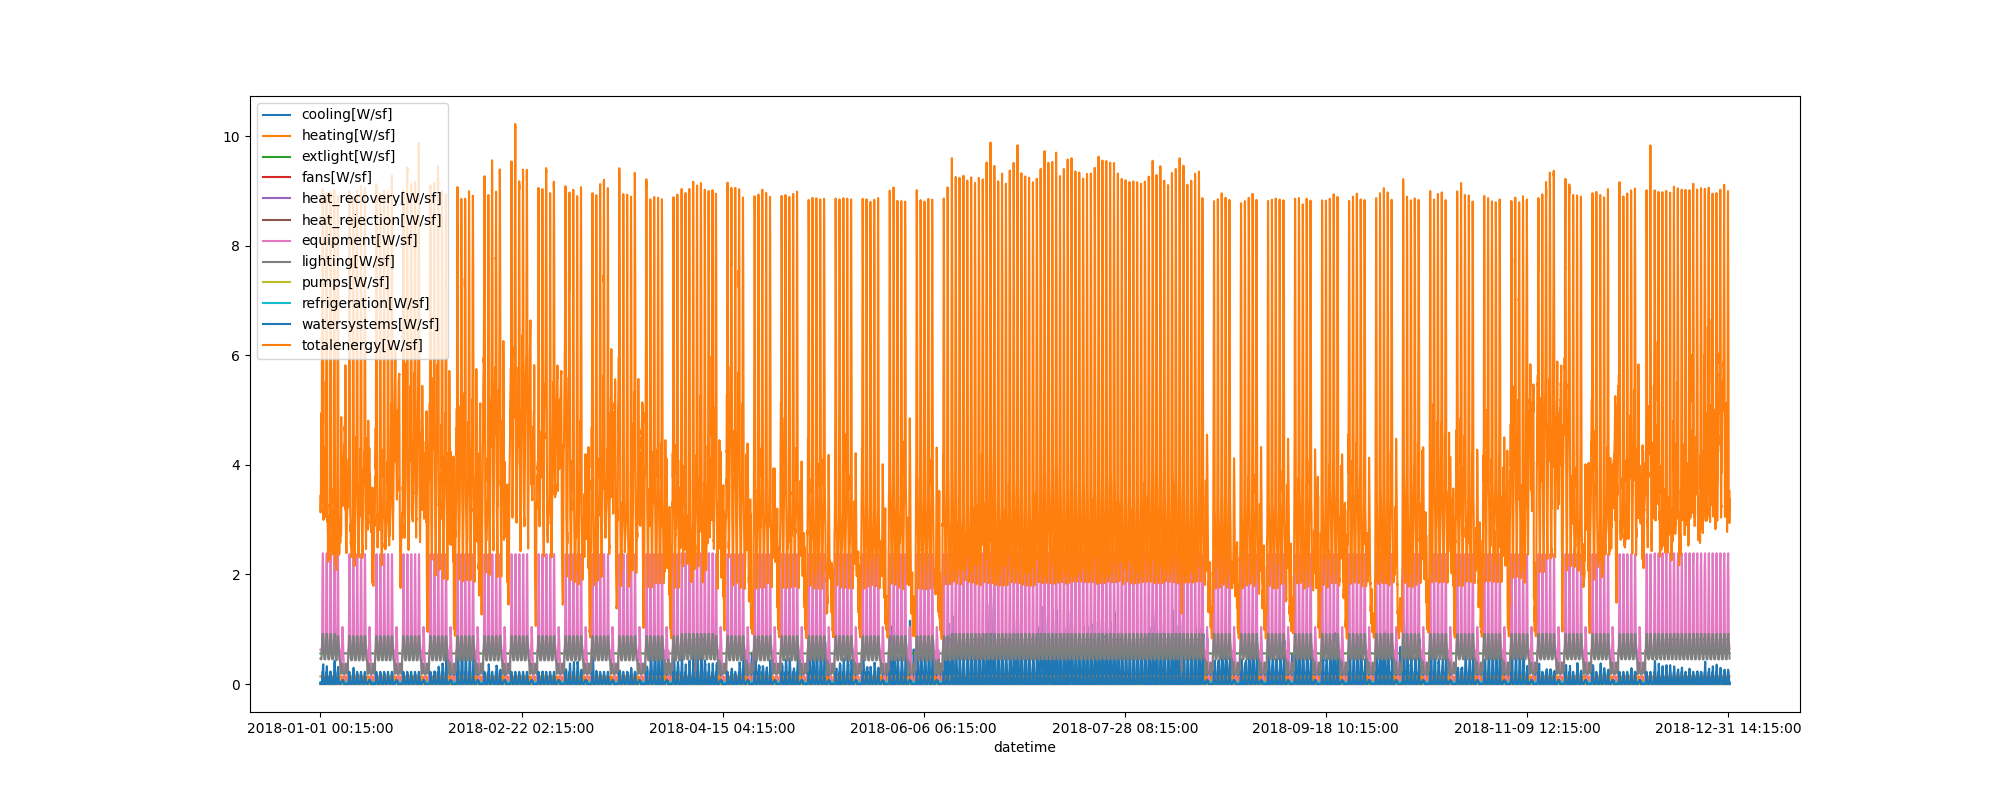 cooling[W/sf]
heating[W/sf]
extlight[W/sf]
fans[W/sf]
heat_recovery[W/sf]
heat_rejection[W/sf]
equipment[W/sf]
lighting[W/sf]
pumps[W/sf]
refrigeration[W/sf]
watersystems[W/sf]
totalenergy[W/sf]
10
8
6
4
2
0
2018-01-01 00:15:00 2018-02-22 02:15:00 2018-04-15 04:15:00 2018-06-06 06:15:00 2018-07-28 08:15:00 2018-09-18 10:15:00 2018-11-09 12:15:00 2018-12-31 14:15:00
datetime